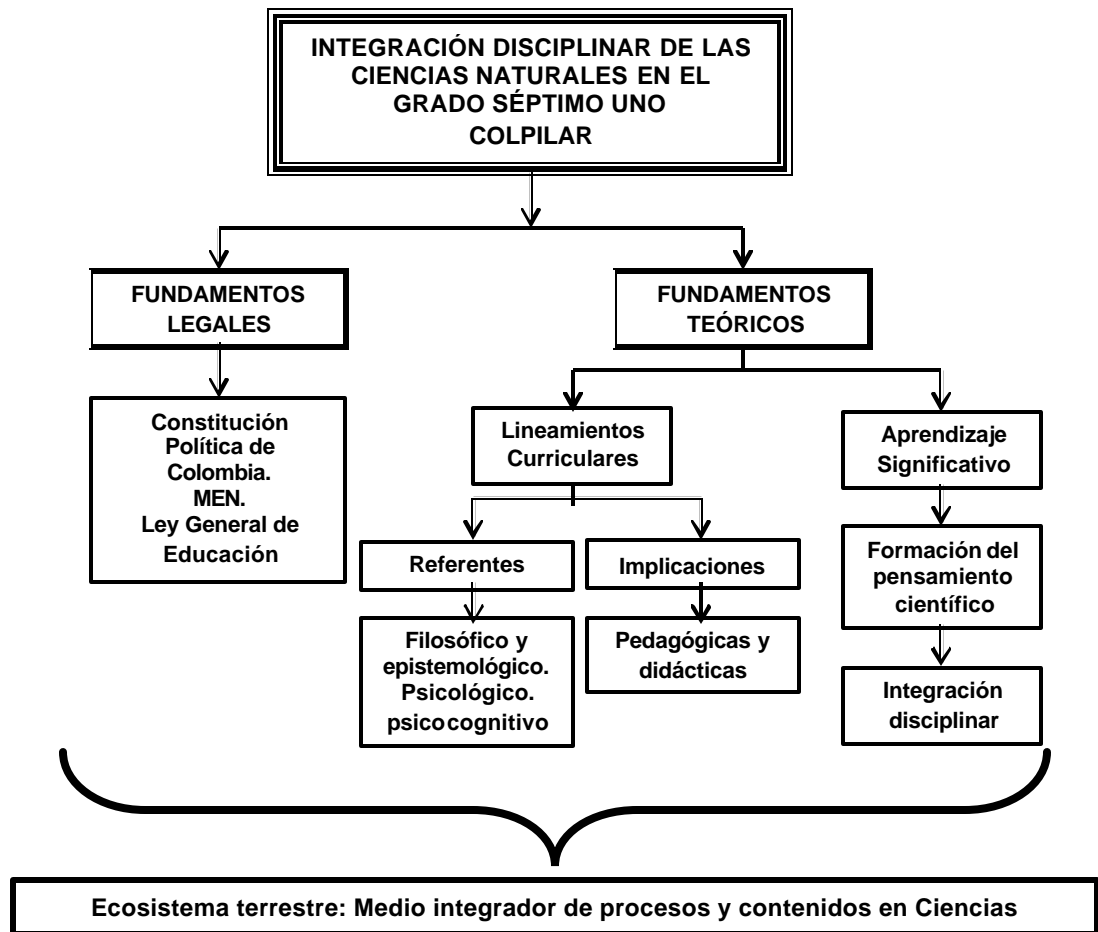 INTEGRACIÓN DISCIPLINAR DE LAS
CIENCIAS NATURALES EN EL
GRADO SÉPTIMO UNO
COLPILAR
FUNDAMENTOS
LEGALES
FUNDAMENTOS
TEÓRICOS
Constitución
Política de
Colombia.
MEN.
Ley General de
Educación
Lineamientos
Curriculares
Aprendizaje
Significativo
Referentes
Implicaciones
Formación del
pensamiento
científico
Filosófico y
epistemológico.
Psicológico.
psicocognitivo
Pedagógicas y
didácticas
Integración
disciplinar
Ecosistema terrestre: Medio integrador de procesos y contenidos en Ciencias